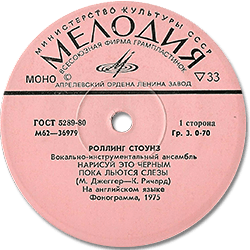 МИНИСТЕРСТВО КУЛЬТУРЫ СССР
МЕЛОДИЯ
ВСЕСОЮЗНАЯ ФИРМА ГРАМПЛАСТИНОК
МОНО 33
АПРЕЛЕВСКИЙ ОРДЕНА ЛЕНИНА ЗАВОД
ГОСТ 5289-80 1 сторона
М62—36979 Гр. 3. 0-70
РОЛЛИНГ СТОУНЗ
Вокально-инструментальный ансамбль
НАРИСУЙ ЭТО ЧЕРНЫМ
ПОКА ЛЬЮТСЯ СЛЕЗЫ
(М. Джеггер—К. Ричард)
На английском языке
Фонограмма, 1975